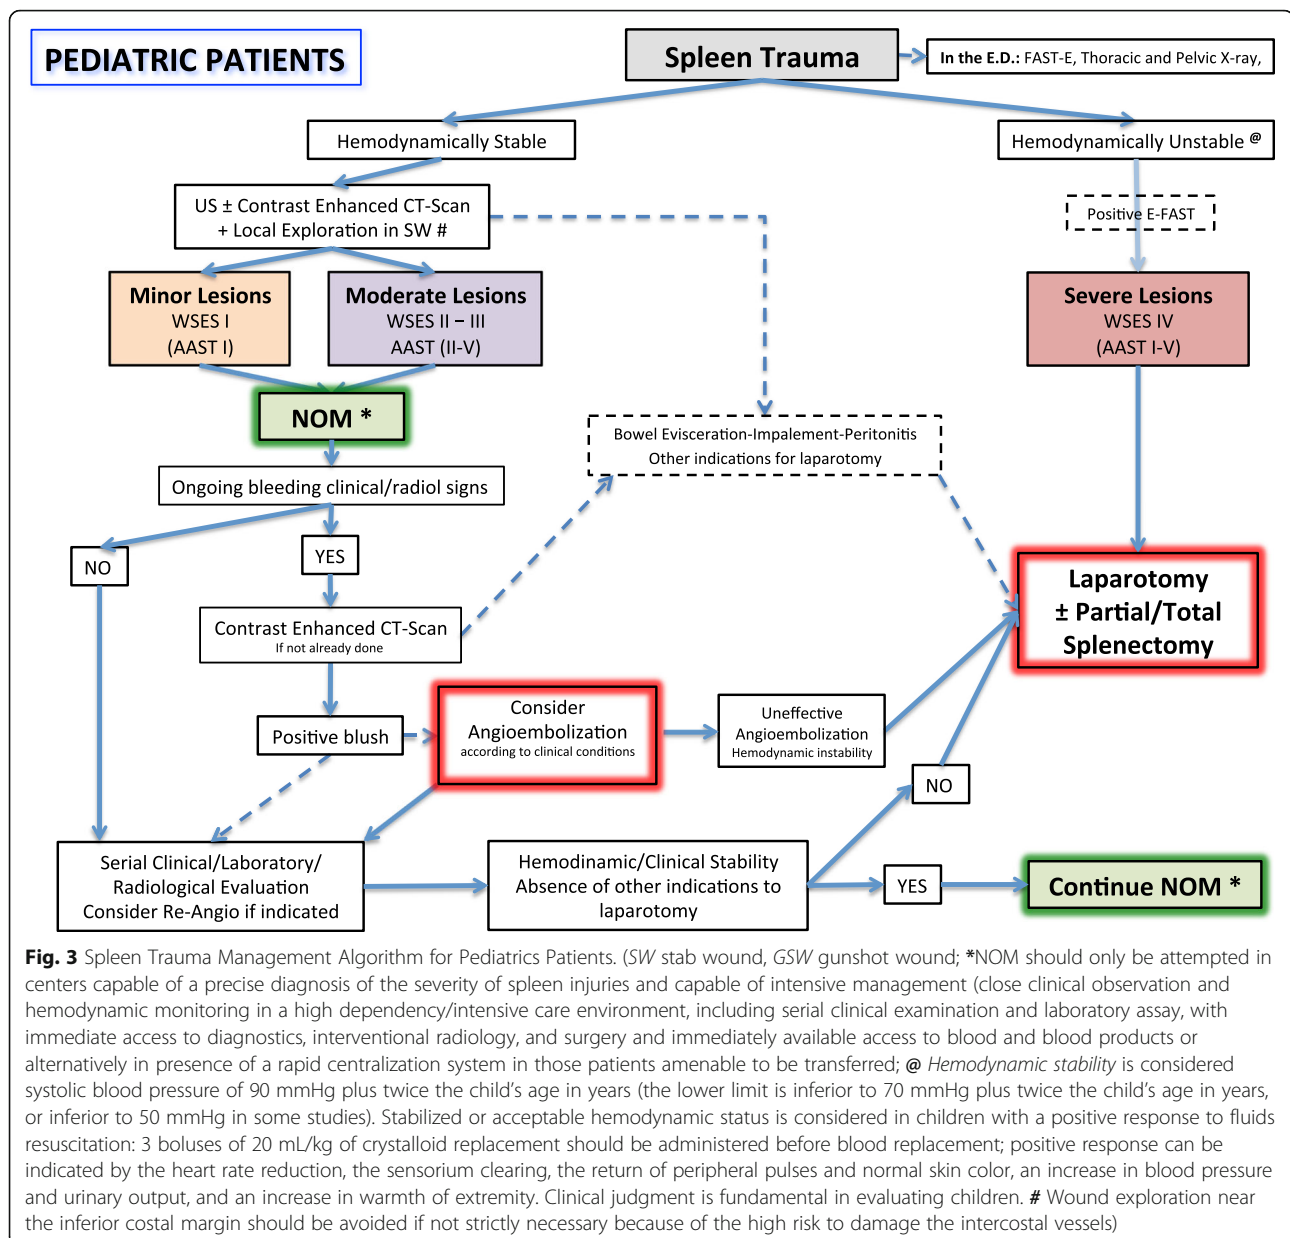 PEDIATRIC PATIENTS
Spleen Trauma
In the E.D.: FAST-E, Thoracic and Pelvic X-ray,
Hemodynamically Stable
Hemodynamically Unstable @
US ± Contrast Enhanced CT-Scan
+ Local Exploration in SW #
Positive E-FAST
Minor Lesions
WSES I
(AAST I)
Moderate Lesions
WSES II – III
AAST (II-V)
Severe Lesions
WSES IV
(AAST I-V)
NOM *
Bowel Evisceration-Impalement-Peritonitis
Other indications for laparotomy
Ongoing bleeding clinical/radiol signs
NO
YES
Laparotomy
± Partial/Total
Splenectomy
Contrast Enhanced CT-Scan
If not already done
Positive blush
Consider
Angioembolization
according to clinical conditions
Uneffective
Angioembolization
Hemodynamic instability
NO
Serial Clinical/Laboratory/
Radiological Evaluation
Consider Re-Angio if indicated
Hemodinamic/Clinical Stability
Absence of other indications to
laparotomy
YES
Continue NOM *
Fig. 3 Spleen Trauma Management Algorithm for Pediatrics Patients. (SW stab wound, GSW gunshot wound; *NOM should only be attempted in
centers capable of a precise diagnosis of the severity of spleen injuries and capable of intensive management (close clinical observation and
hemodynamic monitoring in a high dependency/intensive care environment, including serial clinical examination and laboratory assay, with
immediate access to diagnostics, interventional radiology, and surgery and immediately available access to blood and blood products or
alternatively in presence of a rapid centralization system in those patients amenable to be transferred; @ Hemodynamic stability is considered
systolic blood pressure of 90 mmHg plus twice the child's age in years (the lower limit is inferior to 70 mmHg plus twice the child's age in years,
or inferior to 50 mmHg in some studies). Stabilized or acceptable hemodynamic status is considered in children with a positive response to fluids
resuscitation: 3 boluses of 20 mL/kg of crystalloid replacement should be administered before blood replacement; positive response can be
indicated by the heart rate reduction, the sensorium clearing, the return of peripheral pulses and normal skin color, an increase in blood pressure
and urinary output, and an increase in warmth of extremity. Clinical judgment is fundamental in evaluating children. # Wound exploration near
the inferior costal margin should be avoided if not strictly necessary because of the high risk to damage the intercostal vessels)